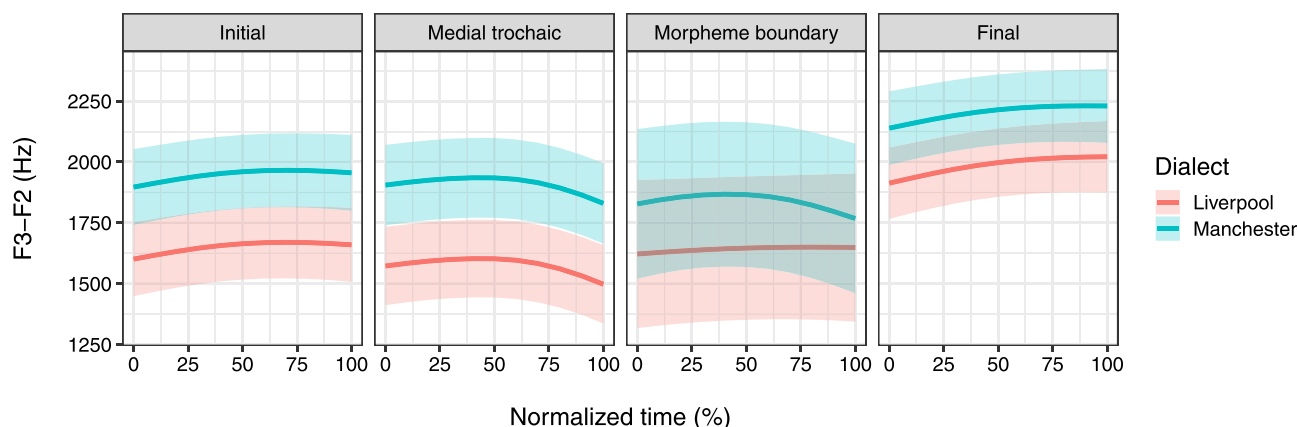 Initial
Medial trochaic
Morpheme boundary
Final
F3−F2 (Hz)
2250
2000
1750
1500
1250
0 25 50 75 100
0 25 50 75 100
0 25 50 75 100
0 25 50 75 100
Normalized time (%)
Dialect
Liverpool
Manchester